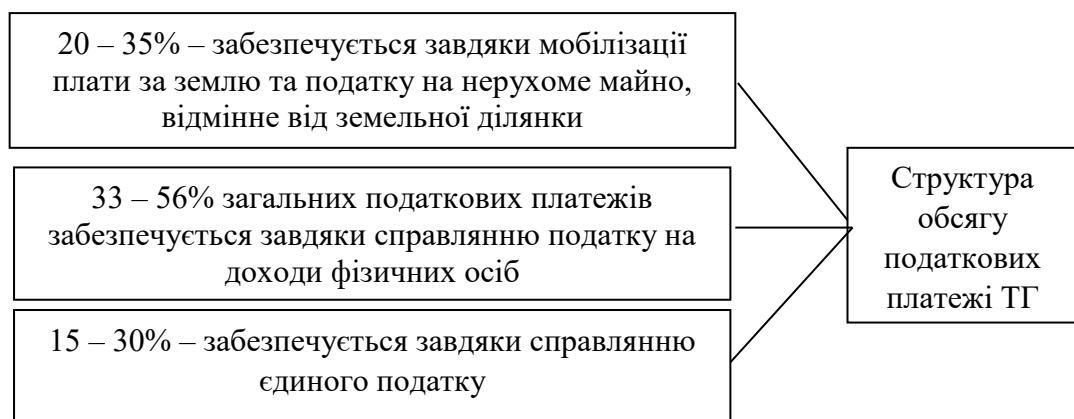 20 – 35% – забезпечується завдяки мобілізації
плати за землю та податку на нерухоме майно,
відмінне від земельної ділянки
33 – 56% загальних податкових платежів
забезпечується завдяки справлянню податку на
доходи фізичних осіб
15 – 30% – забезпечується завдяки справлянню
єдиного податку
Структура
обсягу
податкових
платежі ТГ